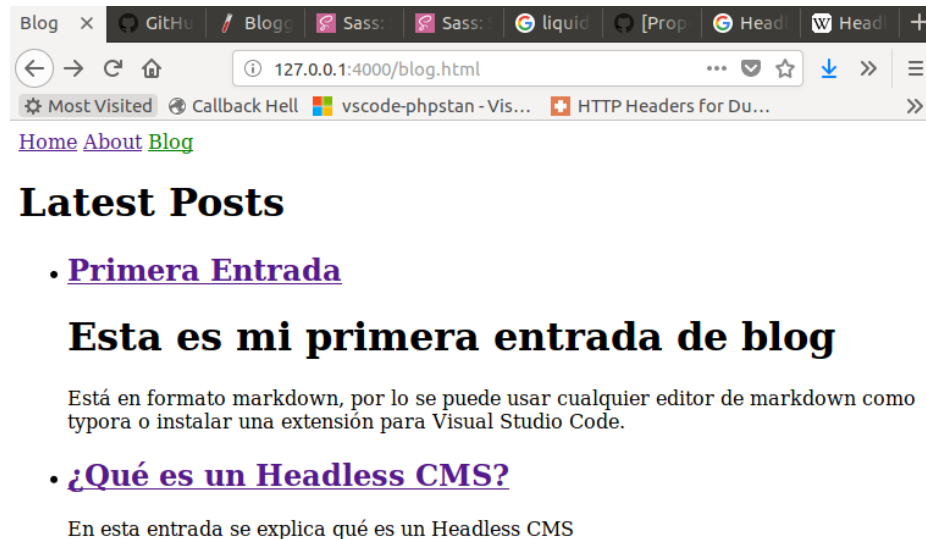 Blog GitHu Blogg Sass: Sass: S liquid [Prop Headl Headl
127.0.0.1:4000/blog.html
Most Visited Callback Hell vscode-phpstan - Vis… HTTP Headers for Du…
Home About Blog
Latest Posts
Primera Entrada
Esta es mi primera entrada de blog
Está en formato markdown, por lo se puede usar cualquier editor de markdown como
typora o instalar una extensión para Visual Studio Code.
¿Qué es un Headless CMS?
En esta entrada se explica qué es un Headless CMS